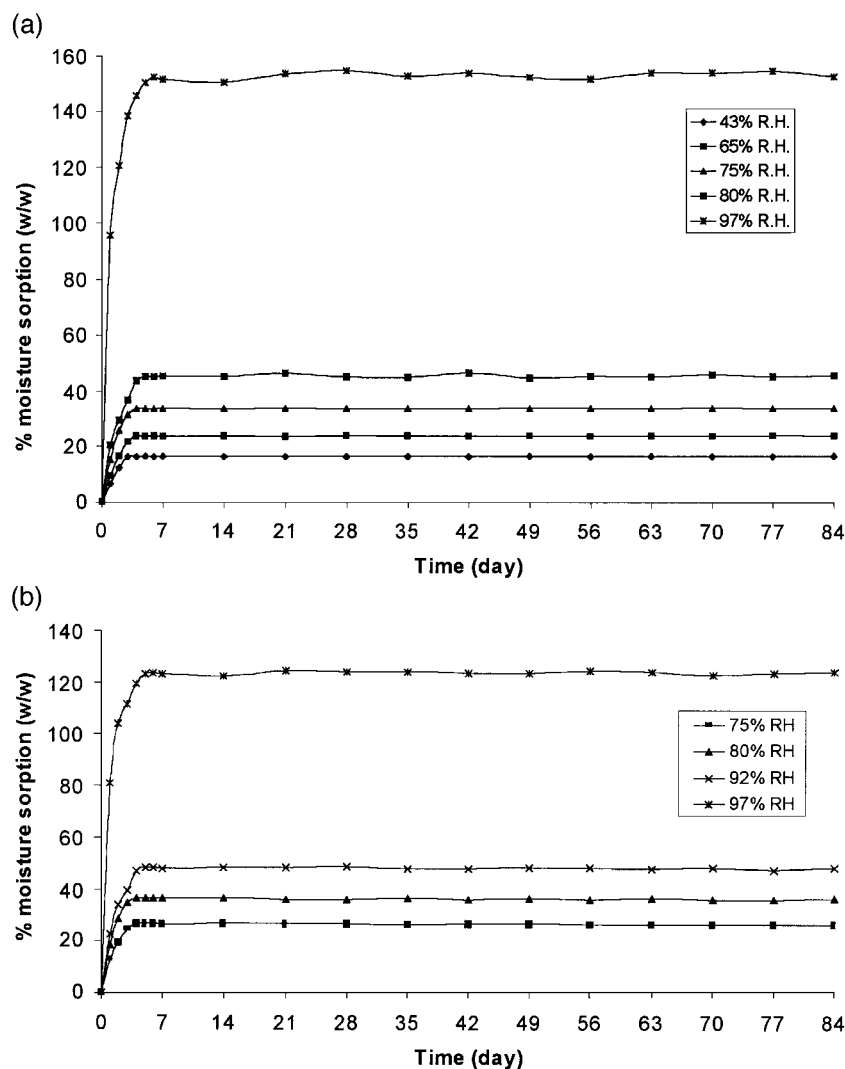 (a)
% moisture sorption (w/w)
160
140
120
100
80
60
40
20
0
43% R.H.
65% R.H.
75% R.H.
80% R.H.
97% R.H.
0 7 14 21 28 35 42 49 56 63 70 77 84
Time (day)
(b)
% moisture sorption (w/w)
140
120
100
80
60
40
20
0
75% RH
80% RH
92% RH
97% RH
0 7 14 21 28 35 42 49 56 63 70 77 84
Time (day)